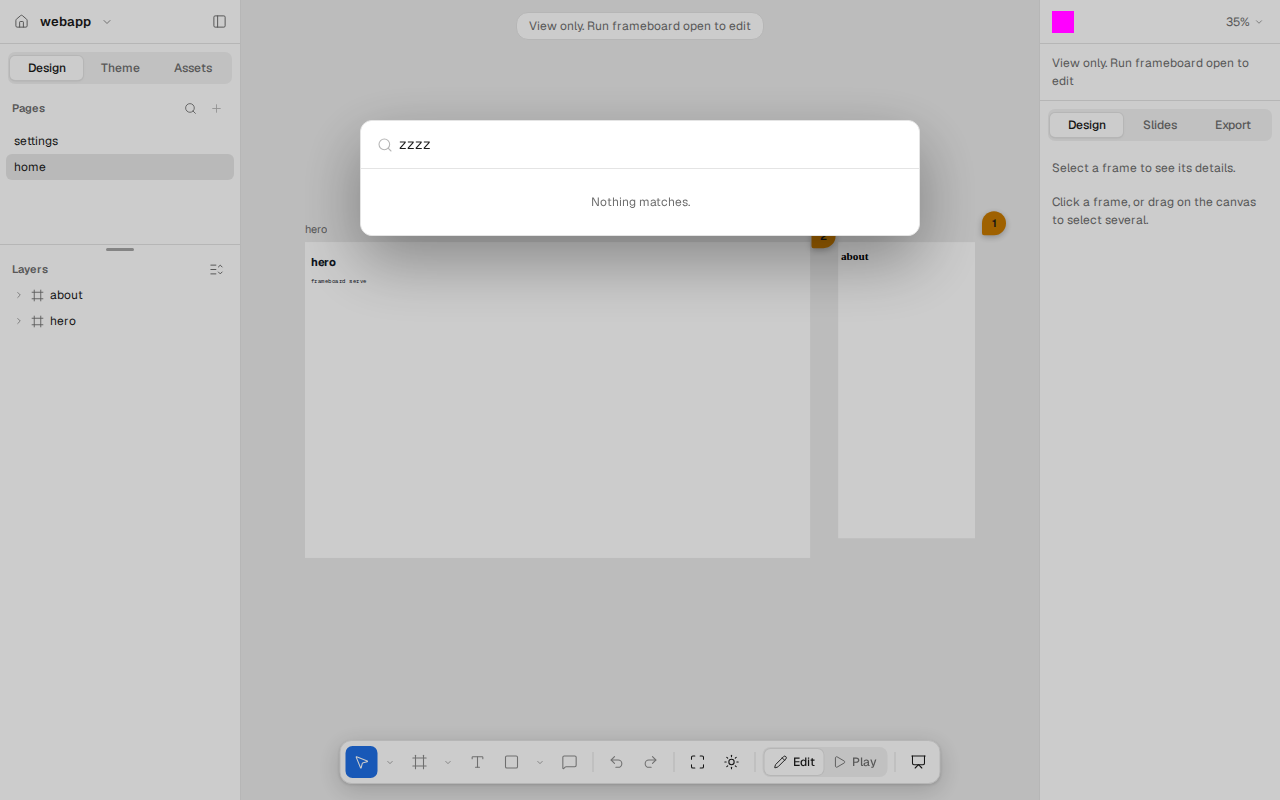 webapp
View only. Run frameboard open to edit
35%
Design
Theme
Assets
View only. Run frameboard open to
edit
Pages
Design
Slides
Export
settings
home
zzzz
Nothing matches.
Select a frame to see its details.
Click a frame, or drag on the canvas
to select several.
hero
2
1
hero
frameboard serve
about
Layers
about
hero
Edit
Play